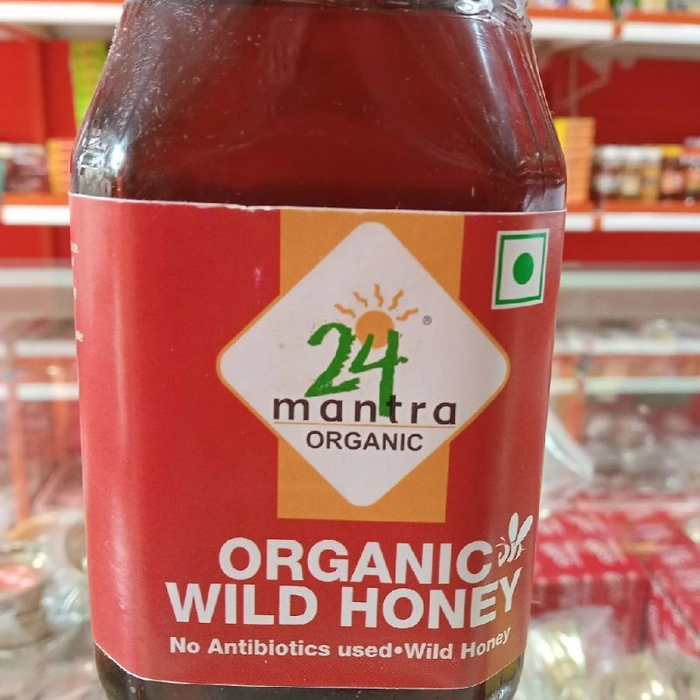 24
mantra
ORGANIC
®
ORGANIC
WILD HONEY
No Antibiotics used•Wild Honey